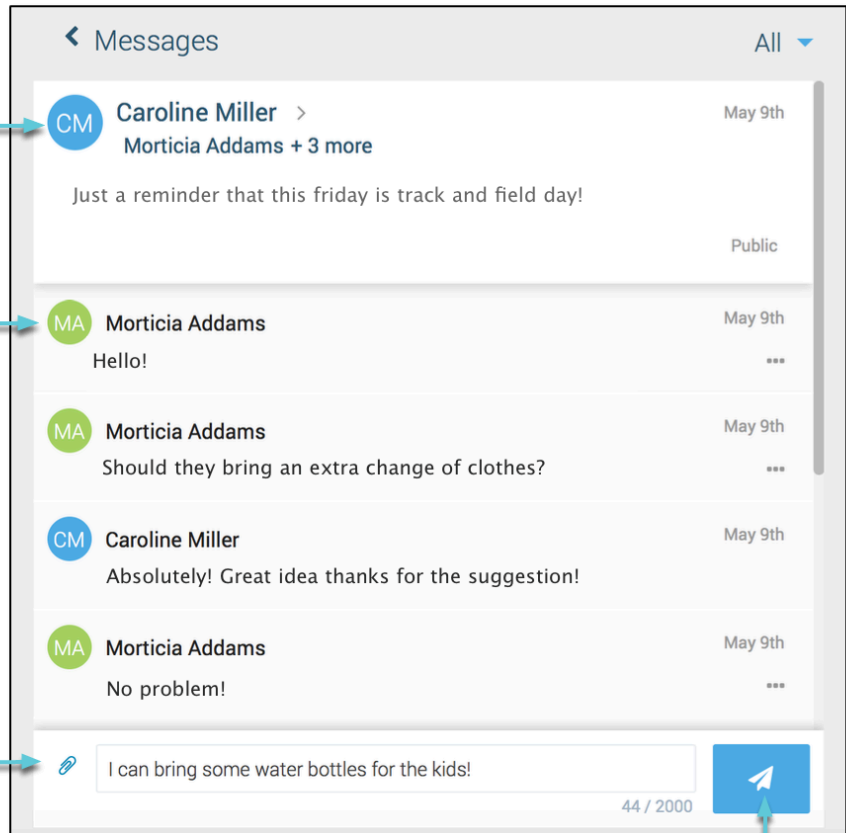 Messages
All
CM
Caroline Miller >
May 9th
Morticia Addams + 3 more
Just a reminder that this friday is track and field day!
Public
MA
Morticia Addams
May 9th
Hello!
MA
Morticia Addams
May 9th
Should they bring an extra change of clothes?
CM
Caroline Miller
May 9th
Absolutely! Great idea thanks for the suggestion!
MA
Morticia Addams
May 9th
No problem!
I can bring some water bottles for the kids!
44 / 2000